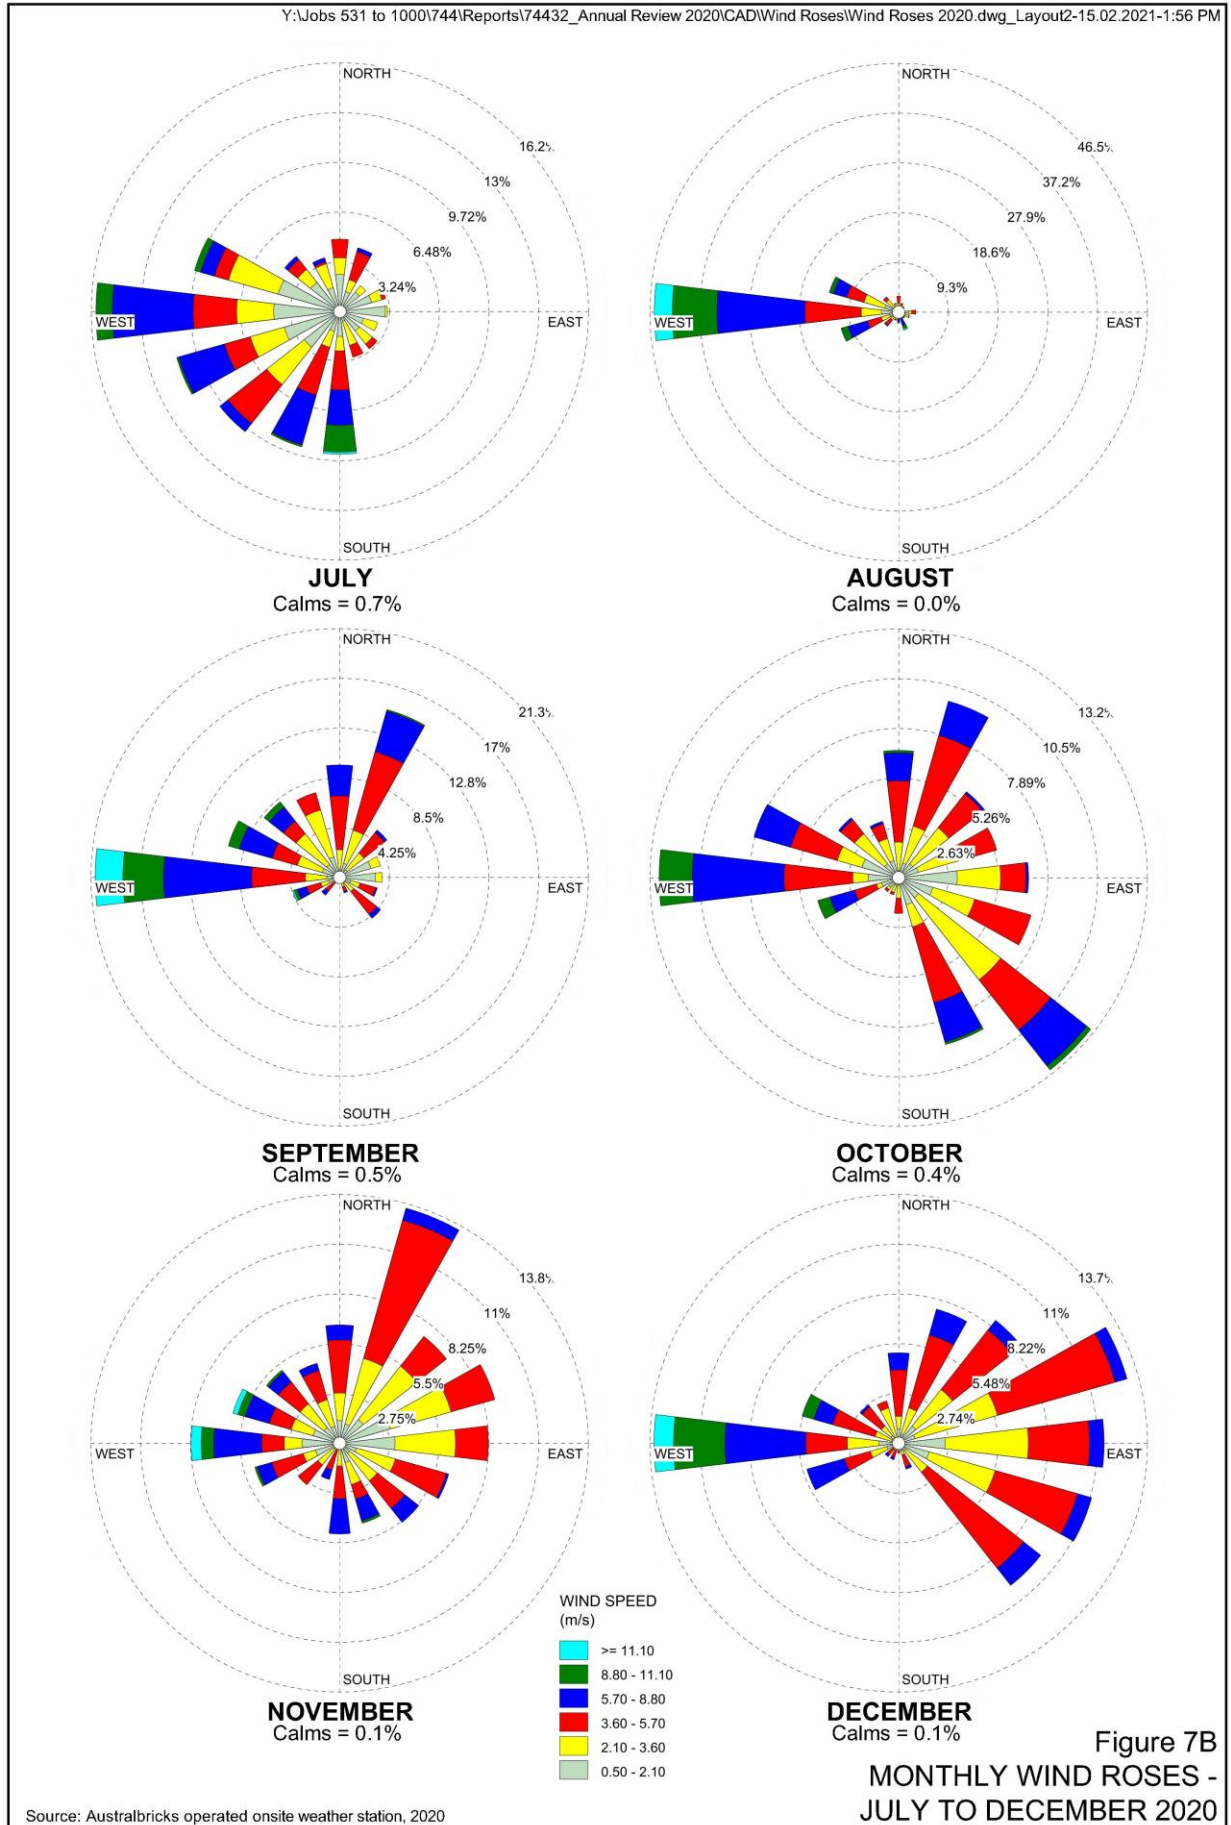 Y:\Jobs 531 to 1000\744\Reports\74432_Annual Review 2020\CAD\Wind Roses\Wind Roses 2020.dwg_Layout2-15.02.2021-1:56 PM
NORTH
16.2%
13%
9.72%
6.48%
3.24%
WEST
EAST
SOUTH
JULY
Calms = 0.7%
NORTH
46.5%
37.2%
27.9%
18.6%
9.3%
WEST
EAST
SOUTH
AUGUST
Calms = 0.0%
NORTH
21.3%
17%
12.8%
8.5%
4.25%
WEST
EAST
SOUTH
SEPTEMBER
Calms = 0.5%
NORTH
13.2%
10.5%
7.89%
5.26%
2.63%
WEST
EAST
SOUTH
OCTOBER
Calms = 0.4%
NORTH
13.8%
11%
8.25%
5.5%
2.75%
WEST
EAST
SOUTH
NOVEMBER
Calms = 0.1%
NORTH
13.7%
11%
8.22%
5.48%
2.74%
WEST
EAST
SOUTH
DECEMBER
Calms = 0.1%
WIND SPEED
(m/s)
>= 11.10
8.80 - 11.10
5.70 - 8.80
3.60 - 5.70
2.10 - 3.60
0.50 - 2.10
Figure 7B
MONTHLY WIND ROSES -
JULY TO DECEMBER 2020
Source: Australbricks operated onsite weather station, 2020